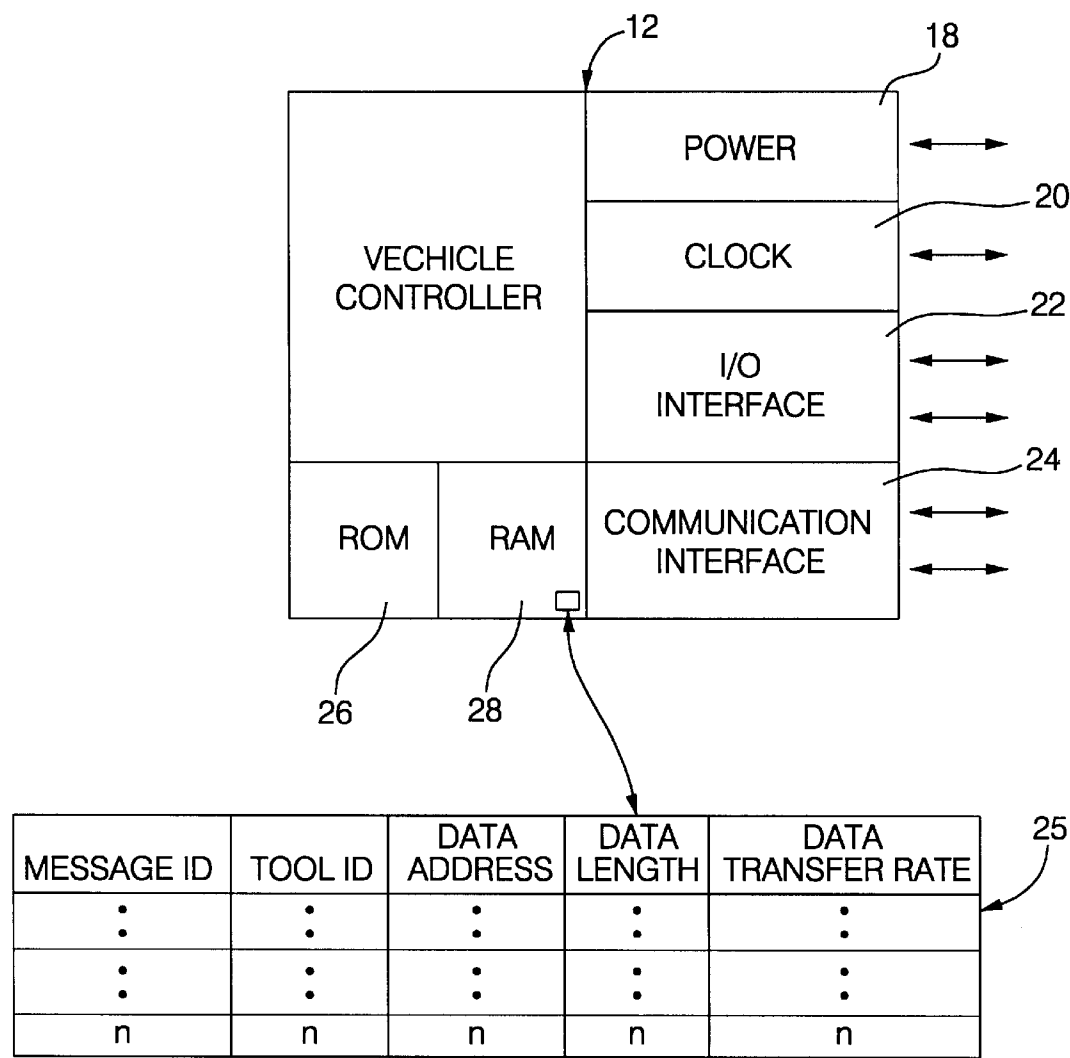 12
18
POWER
20
VECHICLE
CONTROLLER
CLOCK
22
I/O
INTERFACE
24
ROM
RAM
COMMUNICATION
INTERFACE
26
28
25
MESSAGE ID
TOOL ID
DATA
ADDRESS
DATA
LENGTH
DATA
TRANSFER RATE
n n n n n